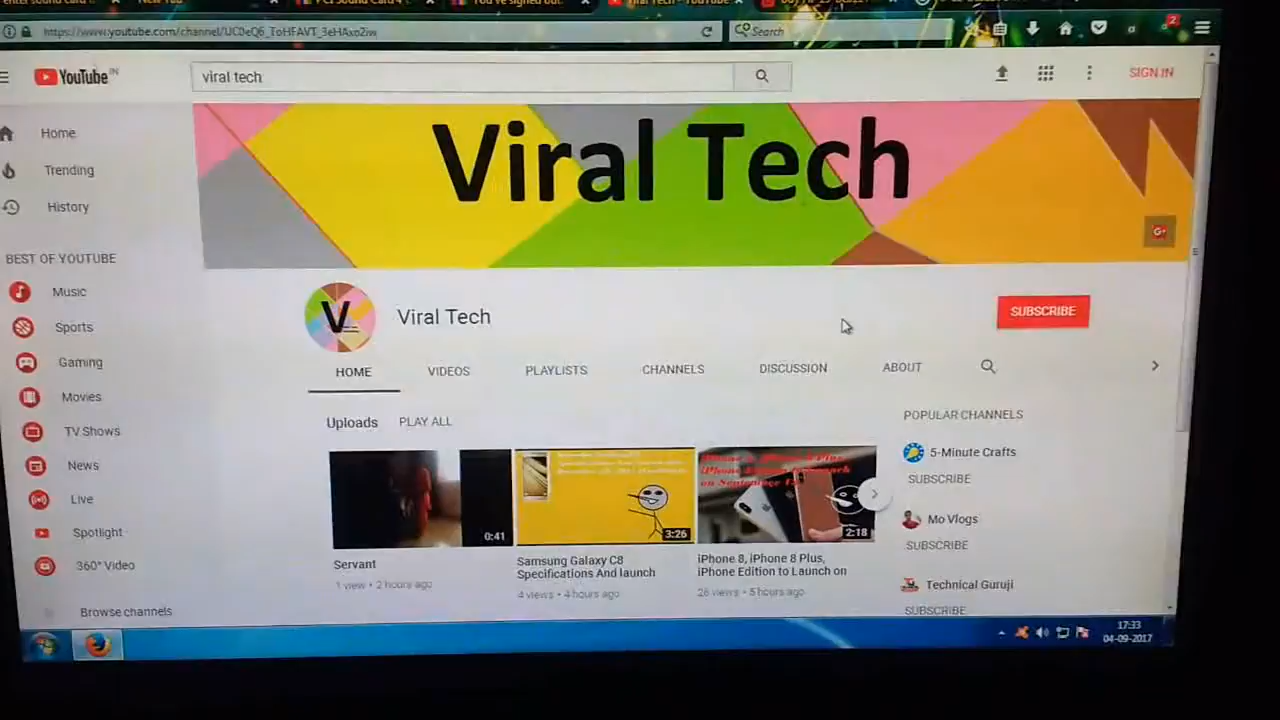 https://www.youtube.com/channel/UC0eQ6_ToHFAVT_3eHAxo2iw
Search
2
YouTube IN
viral tech
SIGN IN
Home
Trending
History
BEST OF YOUTUBE
Music
Sports
Gaming
Movies
TV Shows
News
Live
Spotlight
360° Video
Browse channels
Viral Tech
G+
V
Viral Tech
SUBSCRIBE
HOME
VIDEOS
PLAYLISTS
CHANNELS
DISCUSSION
ABOUT
Uploads PLAY ALL
0:41
Servant
1 view • 2 hours ago
3:26
Samsung Galaxy C8
Specifications And launch
4 views • 4 hours ago
2:18
iPhone 8, iPhone 8 Plus,
iPhone Edition to Launch on
26 views • 5 hours ago
POPULAR CHANNELS
5-Minute Crafts
SUBSCRIBE
Mo Vlogs
SUBSCRIBE
Technical Guruji
SUBSCRIBE
17:33
04-09-2017